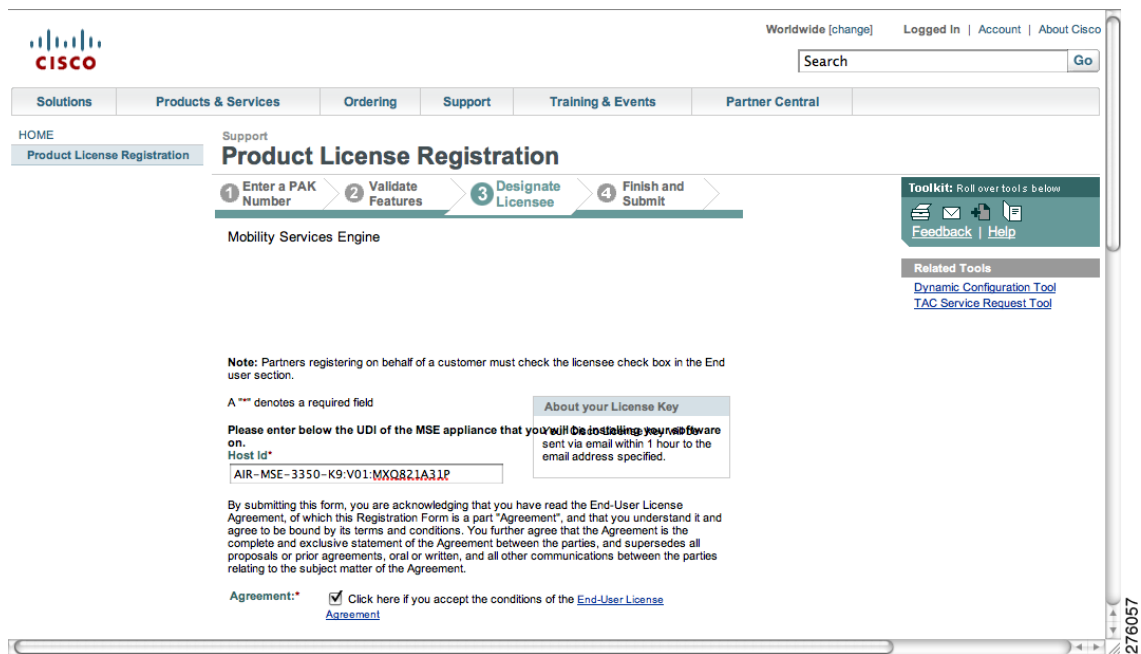 Worldwide [change] Logged In | Account | About Cisco
CISCO
Search Go
Solutions Products & Services Ordering Support Training & Events Partner Central
HOME
Product License Registration
Support
Product License Registration
1 Enter a PAK Number
2 Validate Features
3 Designate Licensee
4 Finish and Submit
Toolkit: Roll over tools below
Feedback | Help
Mobility Services Engine
Related Tools
Dynamic Configuration Tool
TAC Service Request Tool
Note: Partners registering on behalf of a customer must check the licensee check box in the End
user section.
A "*" denotes a required field
About your License Key
Please enter below the UDI of the MSE appliance that you will be installing your software
on.
Your Cisco License key will be
sent via email within 1 hour to the
email address specified.
Host Id*
AIR-MSE-3350-K9:V01:MXQ821A31P
By submitting this form, you are acknowledging that you have read the End-User License
Agreement, of which this Registration Form is a part "Agreement", and that you understand it and
agree to be bound by its terms and conditions. You further agree that the Agreement is the
complete and exclusive statement of the Agreement between the parties, and supersedes all
proposals or prior agreements, oral or written, and all other communications between the parties
relating to the subject matter of the Agreement.
Agreement:* Click here if you accept the conditions of the End-User License
Agreement
276057